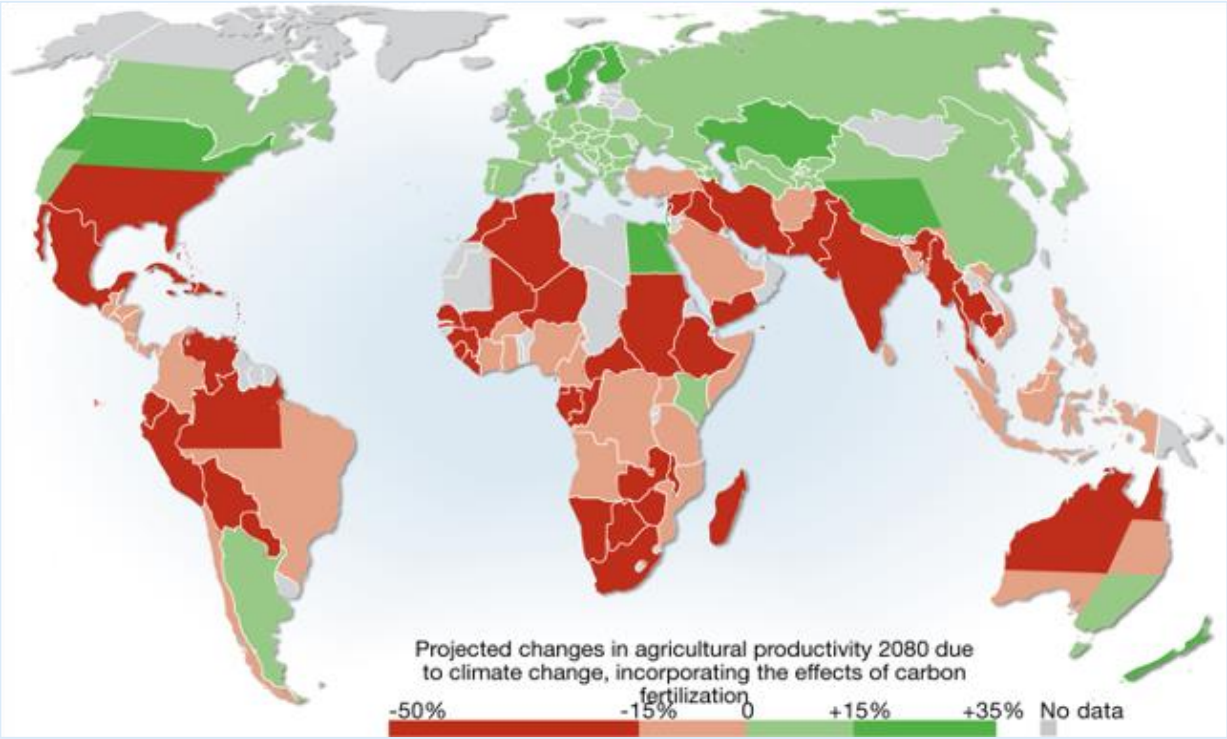 Projected changes in agricultural productivity 2080 due
to climate change, incorporating the effects of carbon
fertilization
-50% -15% 0 +15% +35% No data